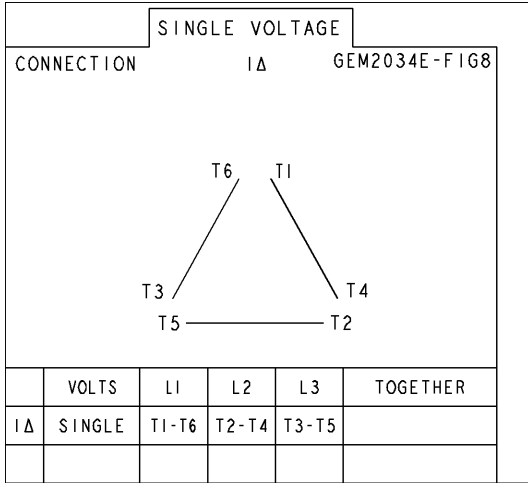 SINGLE VOLTAGE
CONNECTION 1Δ GEM2034E-FIG8
T6 T1
T3 T4
T5 T2
VOLTS L1 L2 L3 TOGETHER
1Δ SINGLE T1-T6 T2-T4 T3-T5